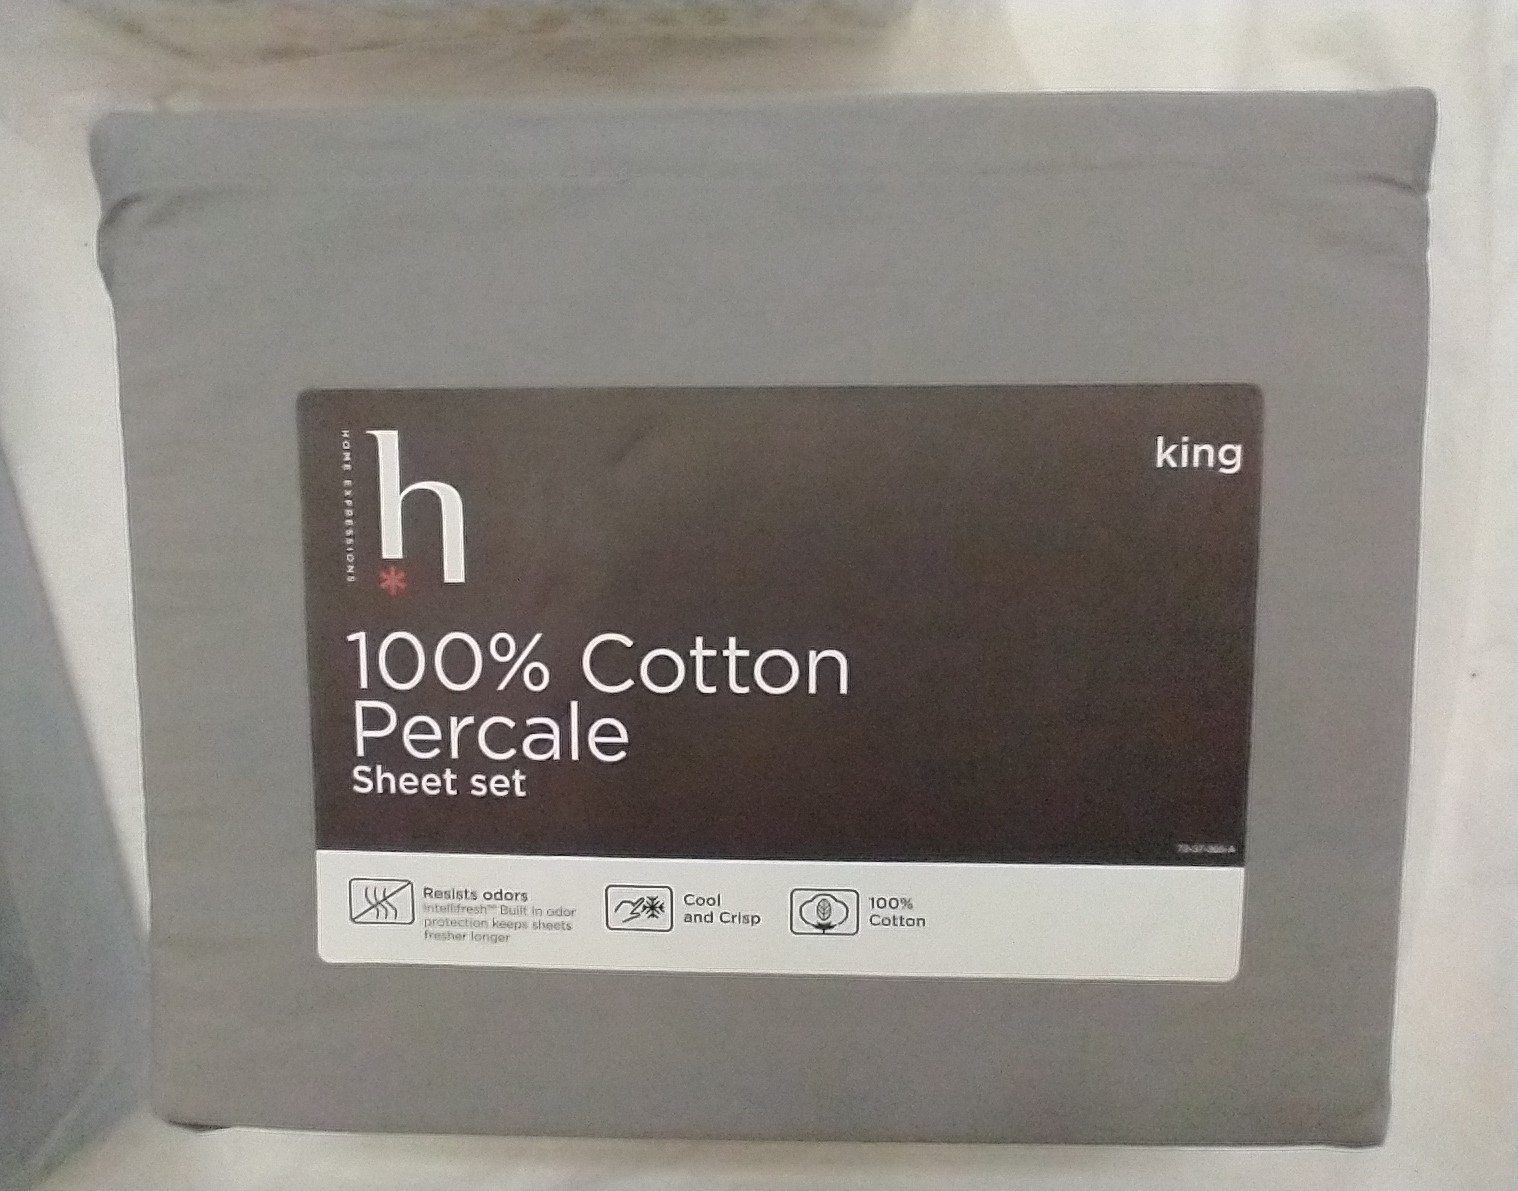 HOME EXPRESSIONS
h
*
king
100% Cotton
Percale
Sheet set
Resists odors
Intellifresh™ Built in odor
protection keeps sheets
fresher longer
Cool
and Crisp
100%
Cotton